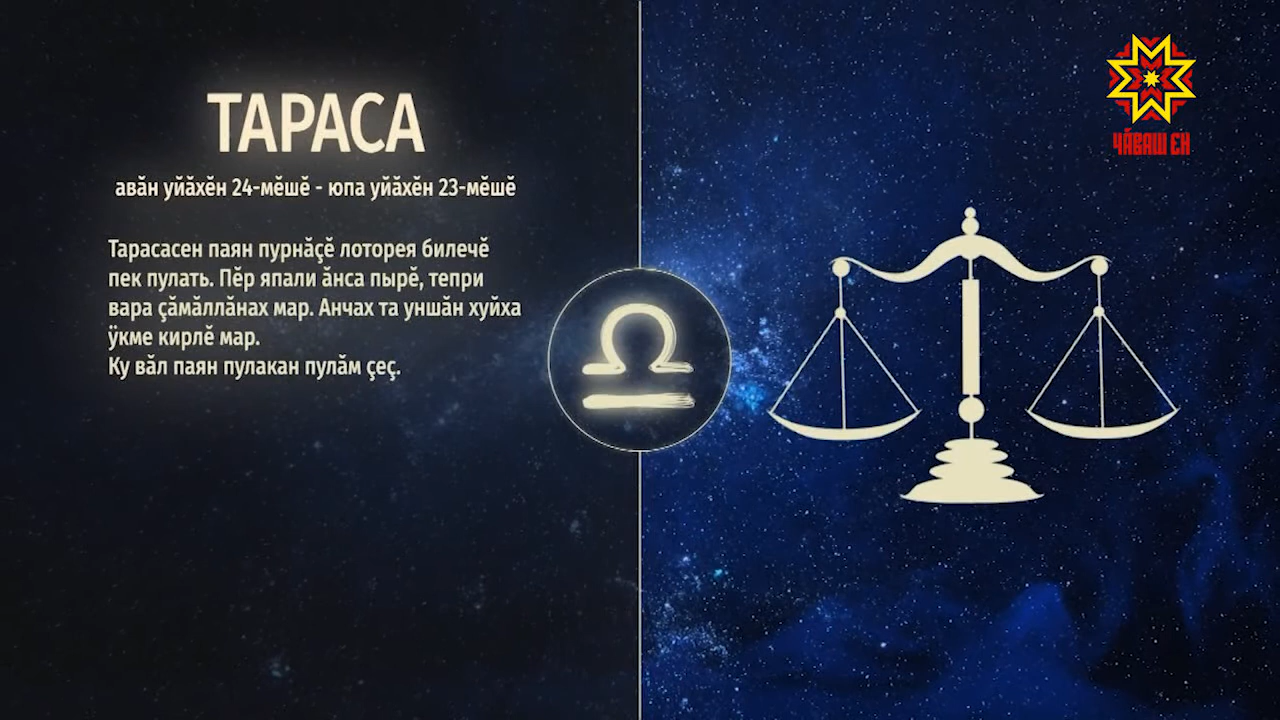 ТАРАСА
авӑн уйӑхӗн 24-мӗшӗ - юпа уйӑхӗн 23-мӗшӗ
Тарасасен паян пурнӑҫӗ лоторея билечӗ
пек пулать. Пӗр япали ӑнса пырӗ, тепри
вара ҫӑмӑллӑнах мар. Анчах та уншӑн хуйха
ӳкме кирлӗ мар.
Ку вӑл паян пулакан пулӑм ҫеҫ.
ЧӐВАШ ЕН